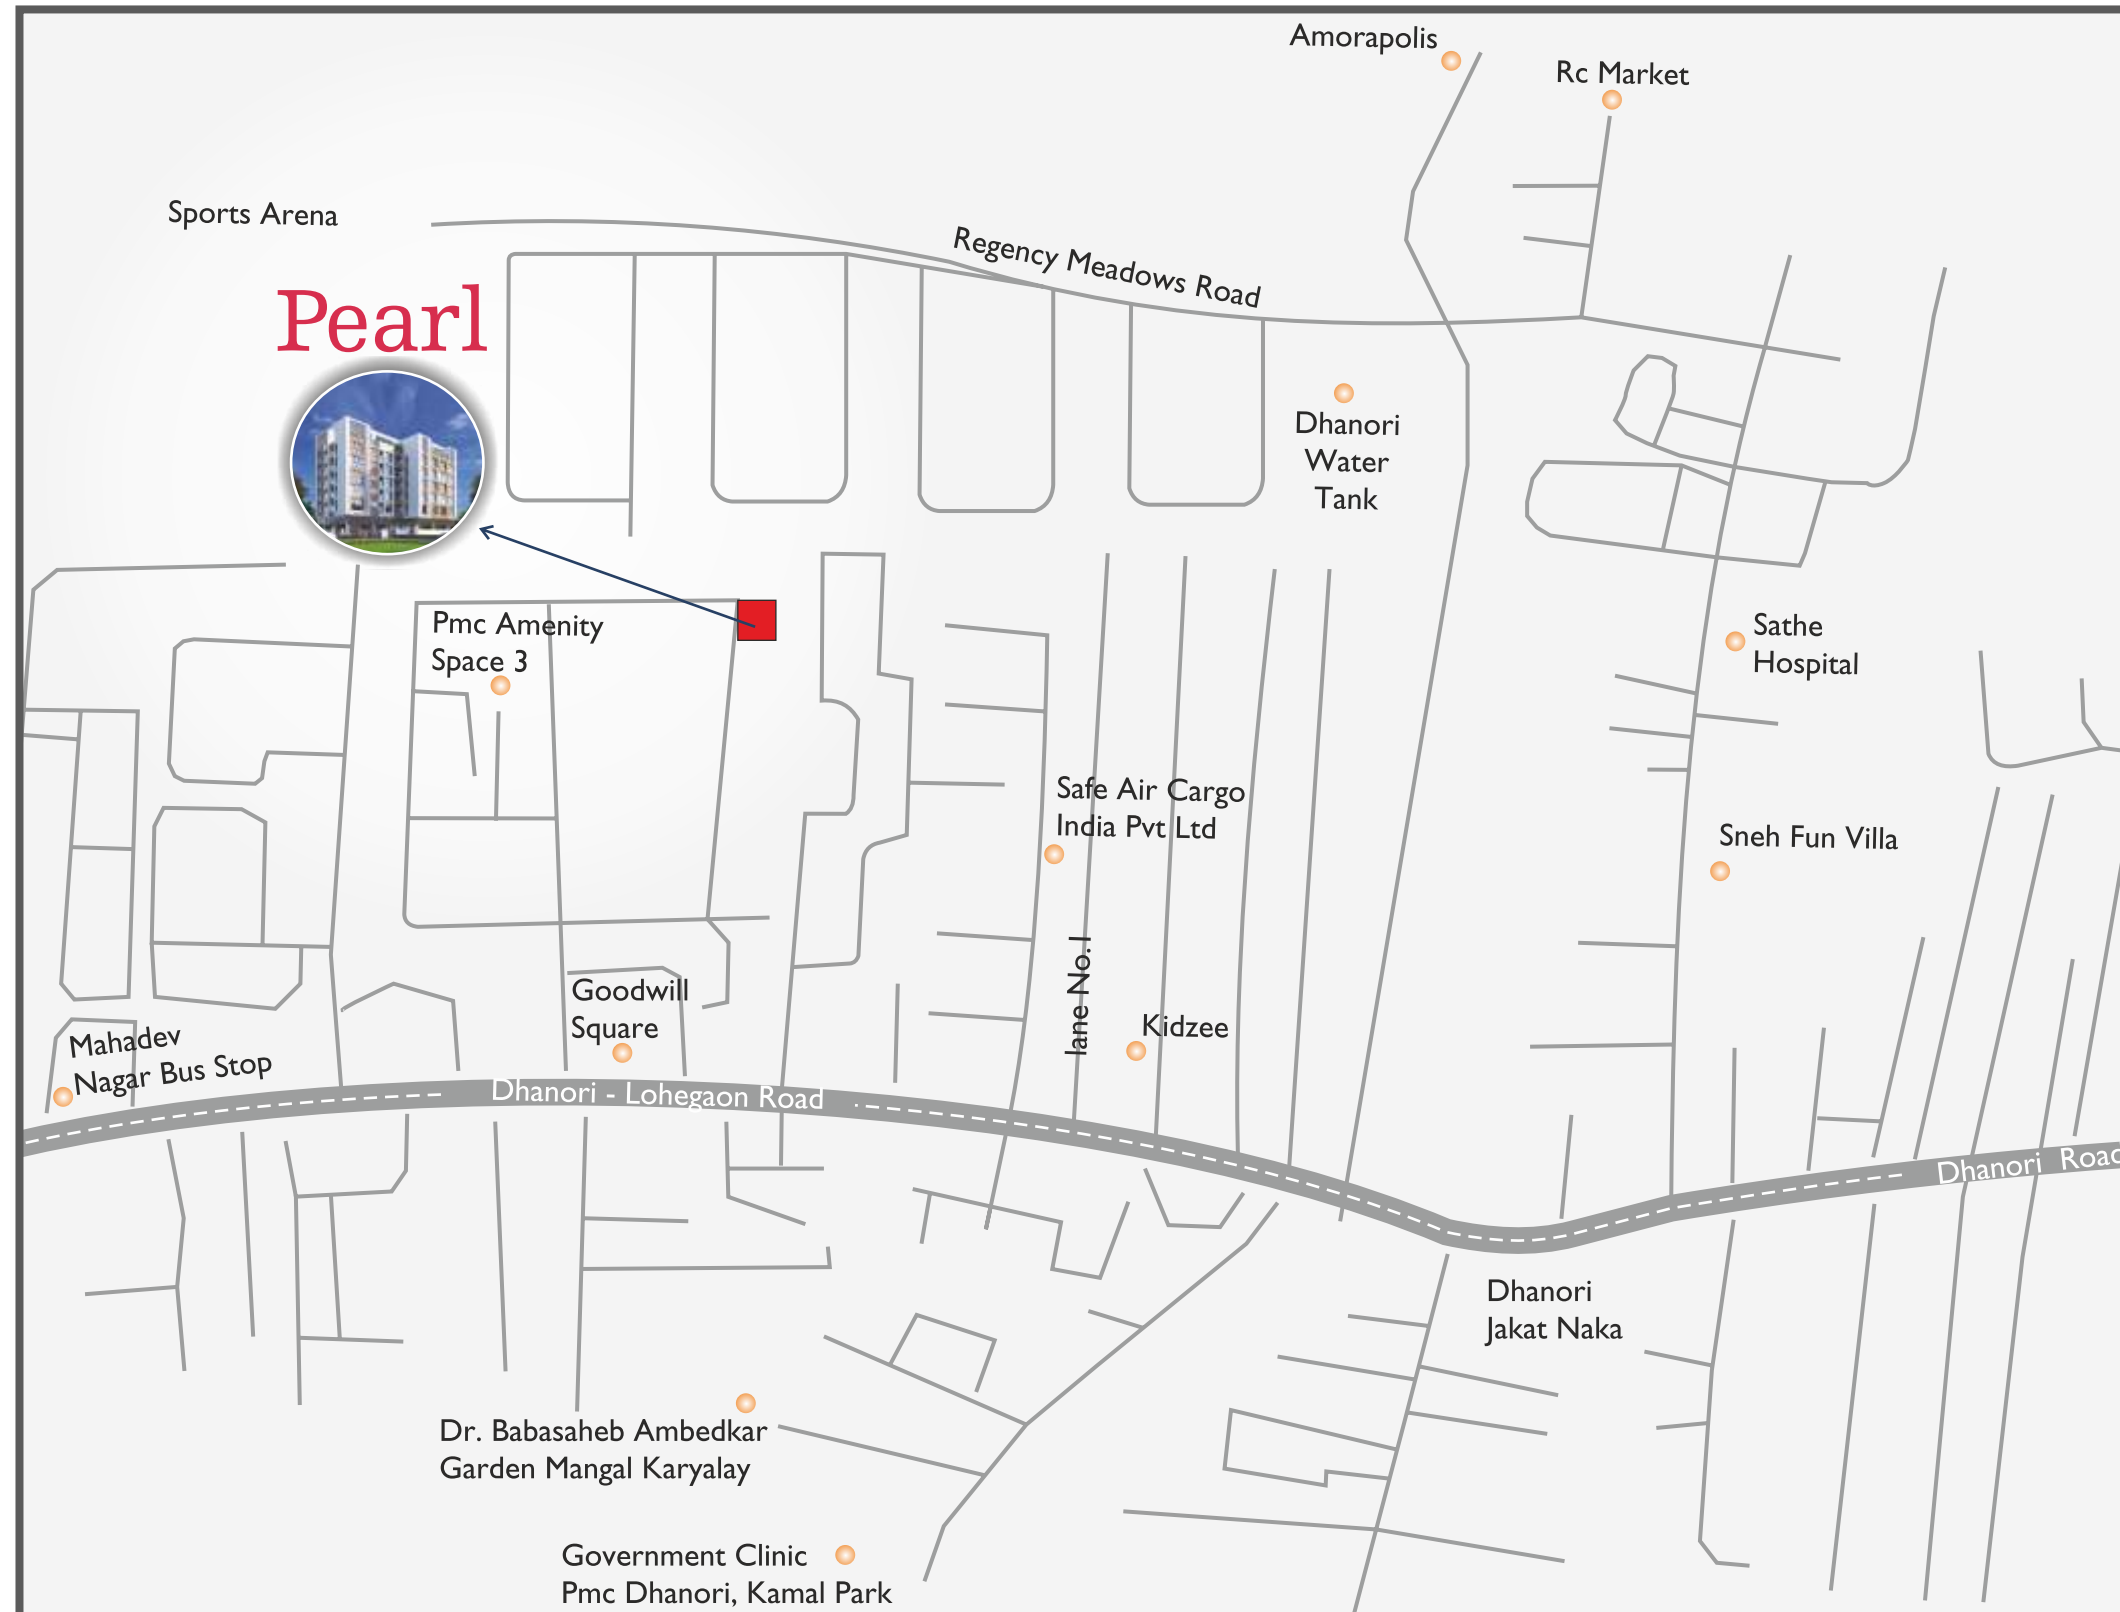 Amorapolis
Rc Market
Sports Arena
Regency Meadows Road
Pearl
Dhanori
Water
Tank
Pmc Amenity
Space 3
Sathe
Hospital
Safe Air Cargo
India Pvt Ltd
Sneh Fun Villa
lane No.1
Goodwill
Square
Kidzee
Mahadev
Nagar Bus Stop
Dhanori - Lohegaon Road
Dhanori Road
Dhanori
Jakat Naka
Dr. Babasaheb Ambedkar
Garden Mangal Karyalay
Government Clinic
Pmc Dhanori, Kamal Park